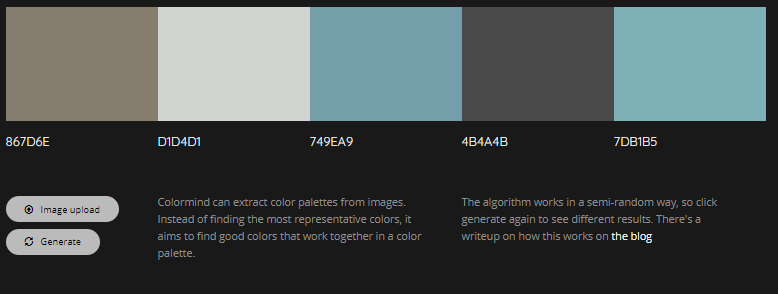 867D6E
D1D4D1
749EA9
4B4A4B
7DB1B5
Image upload
Generate
Colormind can extract color palettes from images.
Instead of finding the most representative colors, it
aims to find good colors that work together in a color
palette.
The algorithm works in a semi-random way, so click
generate again to see different results. There's a
writeup on how this works on the blog